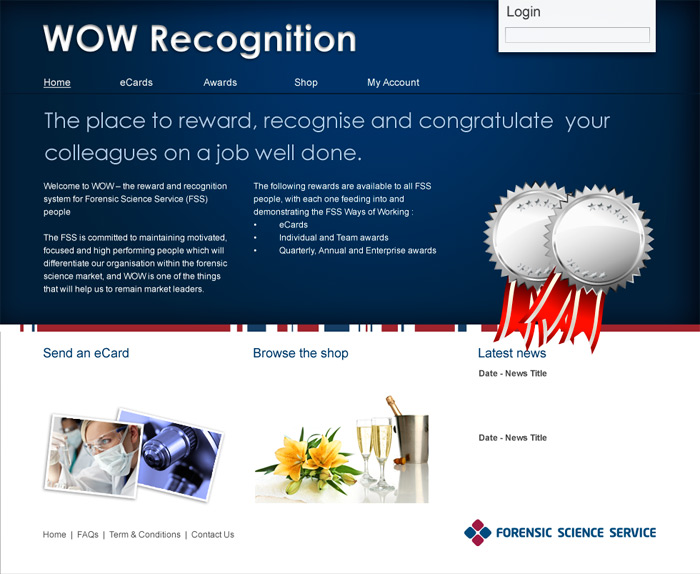 WOW Recognition
Login
Home eCards Awards Shop My Account
The place to reward, recognise and congratulate your
colleagues on a job well done.
Welcome to WOW – the reward and recognition
system for Forensic Science Service (FSS)
people
The FSS is committed to maintaining motivated,
focused and high performing people which will
differentiate our organisation within the forensic
science market, and WOW is one of the things
that will help us to remain market leaders.
The following rewards are available to all FSS
people, with each one feeding into and
demonstrating the FSS Ways of Working :
• eCards
• Individual and Team awards
• Quarterly, Annual and Enterprise awards
Send an eCard
Browse the shop
Latest news
Date - News Title
Date - News Title
Home | FAQs | Term & Conditions | Contact Us
FORENSIC SCIENCE SERVICE